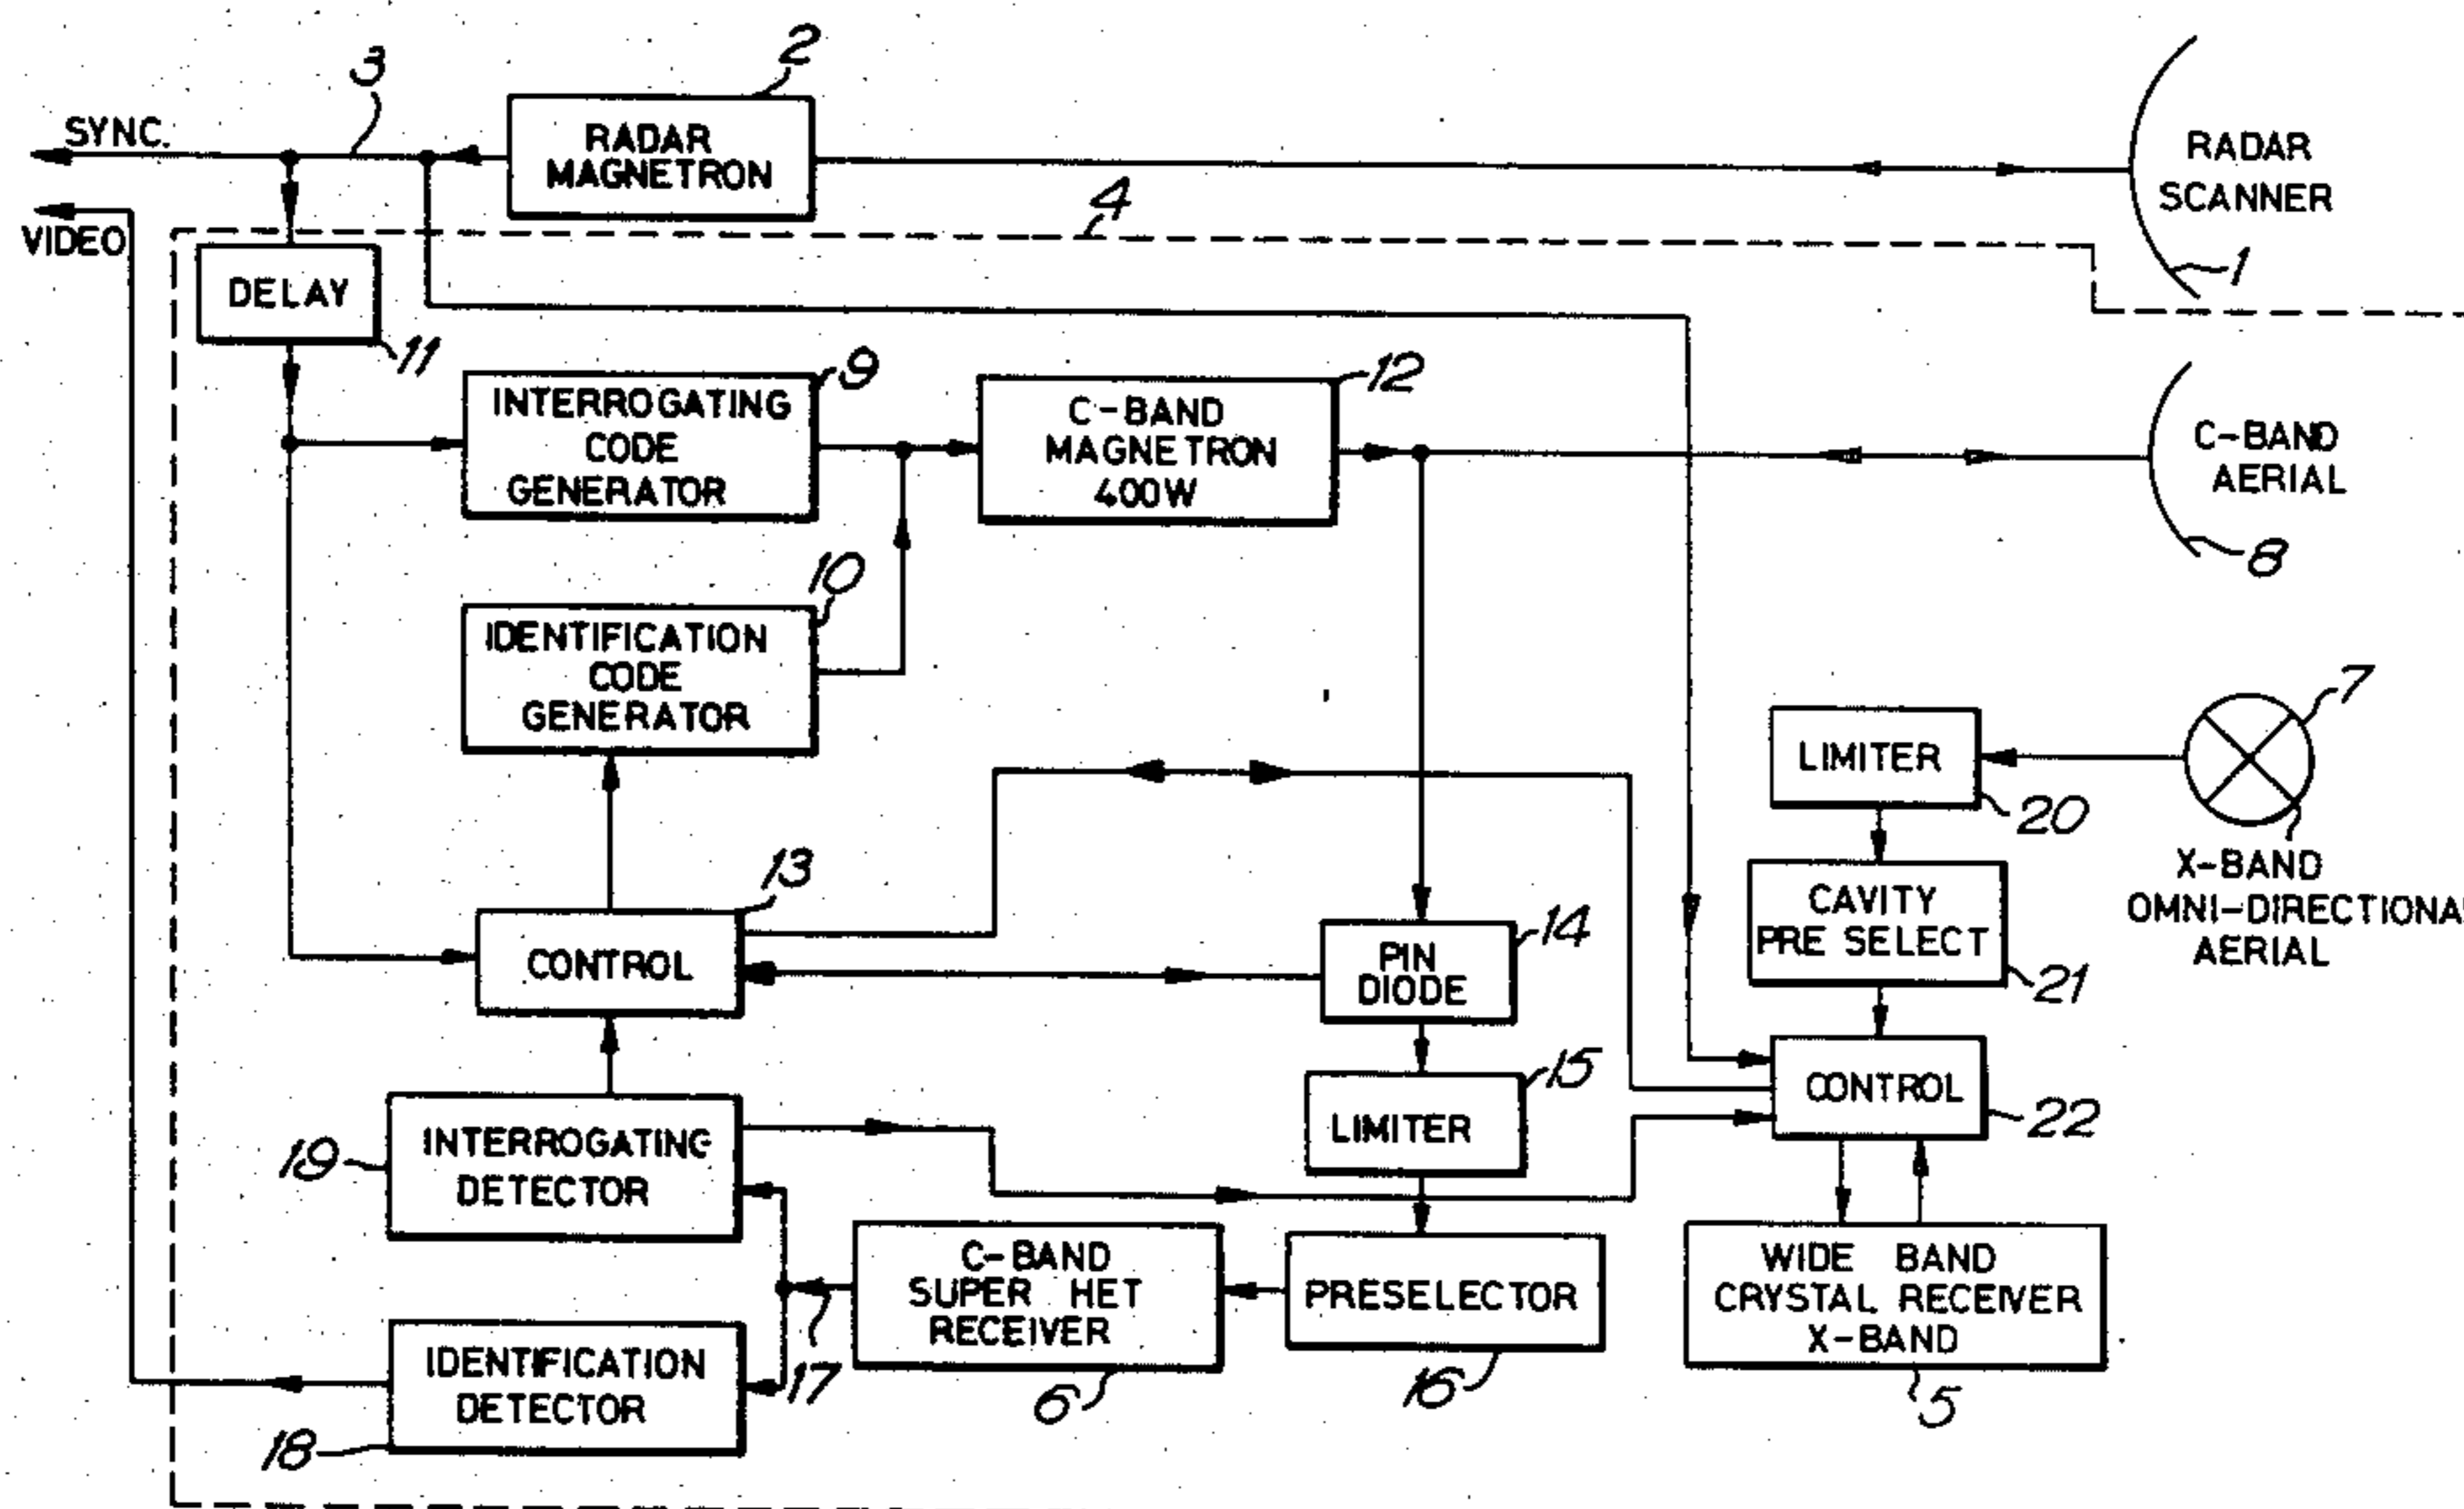 3
2
SYNC.
RADAR
MAGNETRON
RADAR
SCANNER
4
VIDEO
1
DELAY
11
9
12
INTERROGATING
CODE
GENERATOR
C-BAND
MAGNETRON
400W
C-BAND
AERIAL
8
10
IDENTIFICATION
CODE
GENERATOR
7
LIMITER
20
X-BAND
OMNI-DIRECTIONAL
AERIAL
13
CAVITY
PRE SELECT
21
CONTROL
14
PIN
DIODE
15
CONTROL
22
LIMITER
19
INTERROGATING
DETECTOR
C-BAND
SUPER HET
RECEIVER
6
PRESELECTOR
16
WIDE BAND
CRYSTAL RECEIVER
X-BAND
5
17
IDENTIFICATION
DETECTOR
18